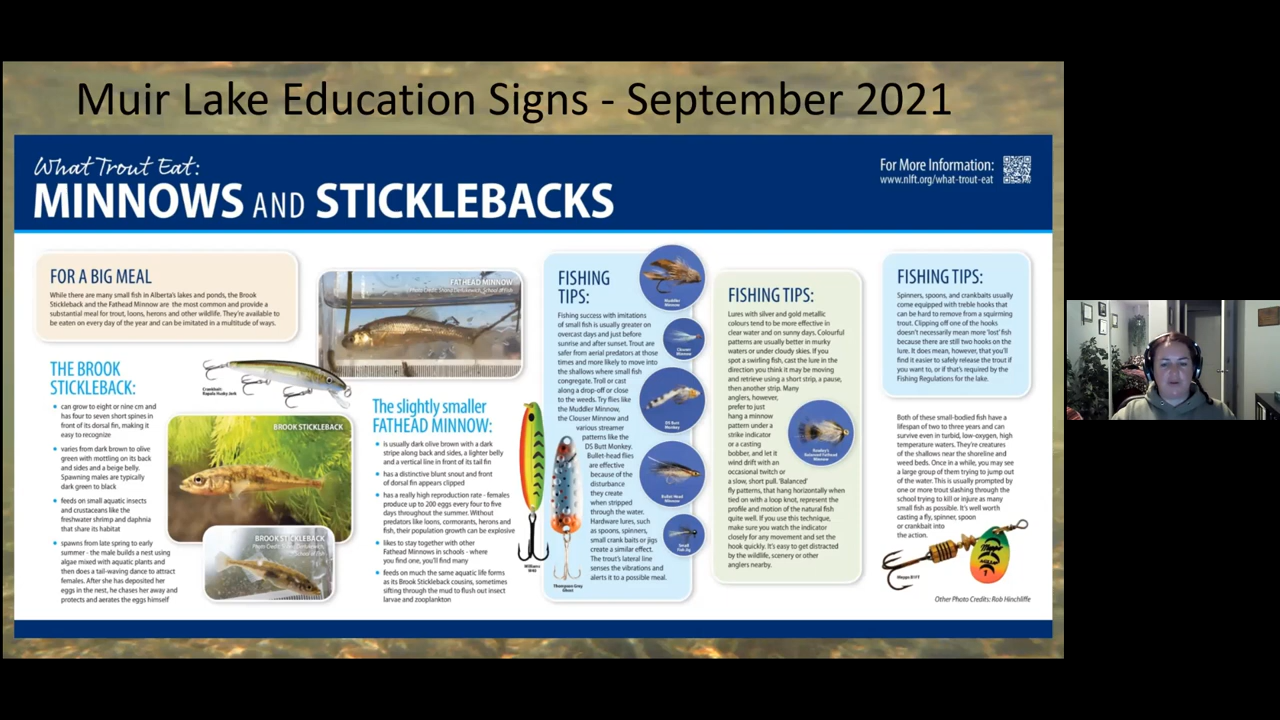 Muir Lake Education Signs - September 2021
What Trout Eat:
MINNOWS AND STICKLEBACKS
For More Information:
www.nlft.org/what-trout-eat
FOR A BIG MEAL
While there are many small fish in Alberta's lakes and ponds, the Brook
Stickleback and the Fathead Minnow are the most common and provide a
substantial meal for trout, loons, herons and other wildlife. They're available to
be eaten on every day of the year and can be imitated in a multitude of ways.
THE BROOK
STICKLEBACK:
• can grow to eight or nine cm and
has four to seven short spines in
front of its dorsal fin, making it
easy to recognize
• varies from dark brown to olive
green with mottling on its back
and sides and a beige belly.
Spawning males are typically
dark green to black
• feeds on small aquatic insects
and crustaceans like the
freshwater shrimp and daphnia
that share its habitat
• spawns from late spring to early
summer - the male builds a nest using
algae mixed with aquatic plants and
then does a tail-waving dance to attract
females. After she has deposited her
eggs in the nest, he chases her away and
protects and aerates the eggs himself
Crankbait:
Rapala Husky Jerk
BROOK STICKLEBACK
BROOK STICKLEBACK
FATHEAD MINNOW
The slightly smaller
FATHEAD MINNOW:
• is usually dark olive brown with a dark
stripe along back and sides, a lighter belly
and a vertical line in front of its tail fin
• has a distinctive blunt snout and front
of dorsal fin appears clipped
• has a really high reproduction rate - females
produce up to 200 eggs every four to five
days throughout the summer. Without
predators like loons, cormorants, herons and
fish, their population growth can be explosive
• likes to stay together with other
Fathead Minnows in schools - where
you find one, you'll find many
• feeds on much the same aquatic life forms
as its Brook Stickleback cousins, sometimes
sifting through the mud to flush out insect
larvae and zooplankton
Williams
Thompson Grey
FISHING
TIPS:
Fishing success with imitations
of small fish is usually greater on
overcast days and just before
sunrise and after sunset. Trout are
safer from aerial predators at those
times and more likely to move into
the shallows where small fish
congregate. Troll or cast
along a drop-off or close
to the weeds. Try flies like
the Muddler Minnow,
the Clouser Minnow and
various streamer
patterns like the
DS Butt Monkey.
Bullet-head flies
are effective
because of the
disturbance
they create
when stripped
through the water.
Hardware lures, such
as spoons, spinners,
small crank baits or jigs
create a similar effect.
The trout's lateral line
senses the vibrations and
alerts it to a possible meal.
Muddler
Minnow
Clouser
Minnow
DS Butt
Monkey
Bullet Head
Minnow
Small
Fish Jig
FISHING TIPS:
Lures with silver and gold metallic
colours tend to be more effective in
clear water and on sunny days. Colourful
patterns are usually better in murky
waters or under cloudy skies. If you
spot a swirling fish, cast the lure in the
direction you think it may be moving
and retrieve using a short strip, a pause,
then another strip. Many
anglers, however,
prefer to just
hang a minnow
pattern under a
strike indicator
or a casting
bobber, and let it
wind drift with an
occasional twitch or
a slow, short pull. 'Balanced'
fly patterns, that hang horizontally when
tied on with a loop knot, represent the
profile and motion of the natural fish
quite well. If you use this technique,
make sure you watch the indicator
closely for any movement and set the
hook quickly. It's easy to get distracted
by the wildlife, scenery or other
anglers nearby.
Balanced Fathead
Minnow
FISHING TIPS:
Spinners, spoons, and crankbaits usually
come equipped with treble hooks that
can be hard to remove from a squirming
trout. Clipping off one of the hooks
doesn't necessarily mean more 'lost' fish
because there are still two hooks on
the lure. It does mean, however, that you'll
find it easier to safely release the trout if
you want to, or if that's required by the
Fishing Regulations for the lake.
Both of these small-bodied fish have a
lifespan of two to three years and can
survive even in turbid, low-oxygen, high
temperature waters. They're creatures
of the shallows near the shoreline and
weed beds. Once in a while, you may see
a large group of them trying to jump out
of the water. This is usually prompted by
one or more trout slashing through the
school trying to kill or injure as many
small fish as possible. It's well worth
casting a fly, spinner, spoon
or crankbait into
the action.
Other Photo Credits: Rob Hinchliffe